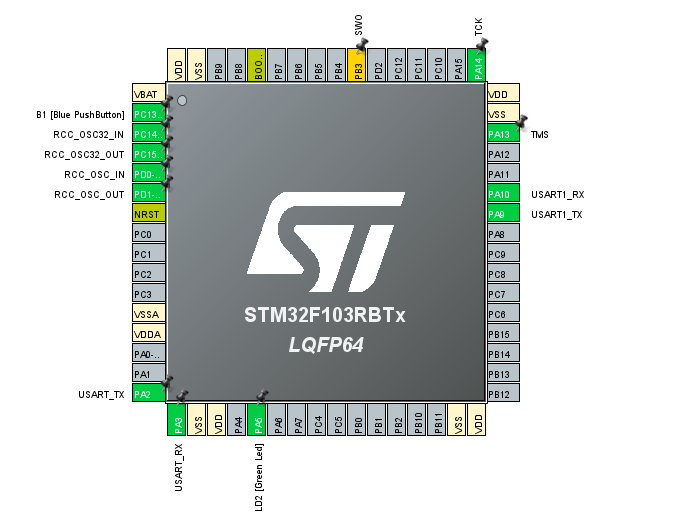 SWO
TCK
VDD
VSS
PB9
PB8
BOO..
PB7
PB6
PB5
PB4
PB3
PD2
PC12
PC11
PC10
PA15
PA14
VBAT
VDD
B1 [Blue PushButton]
PC13..
VSS
RCC_OSC32_IN
PC14..
PA13
TMS
RCC_OSC32_OUT
PC15..
PA12
RCC_OSC_IN
PD0-..
PA11
RCC_OSC_OUT
PD1-..
PA10
USART1_RX
NRST
PA9
USART1_TX
PC0
PA8
PC1
PC9
PC2
PC8
PC3
PC7
VSSA
PC6
VDDA
PB15
PA0-..
PB14
PA1
PB13
USART_TX
PA2
PB12
ST
STM32F103RBTx
LQFP64
PA3
VSS
VDD
PA4
PA5
PA6
PA7
PC4
PC5
PB0
PB1
PB2
PB10
PB11
VSS
VDD
USART_RX
LD2 [Green Led]